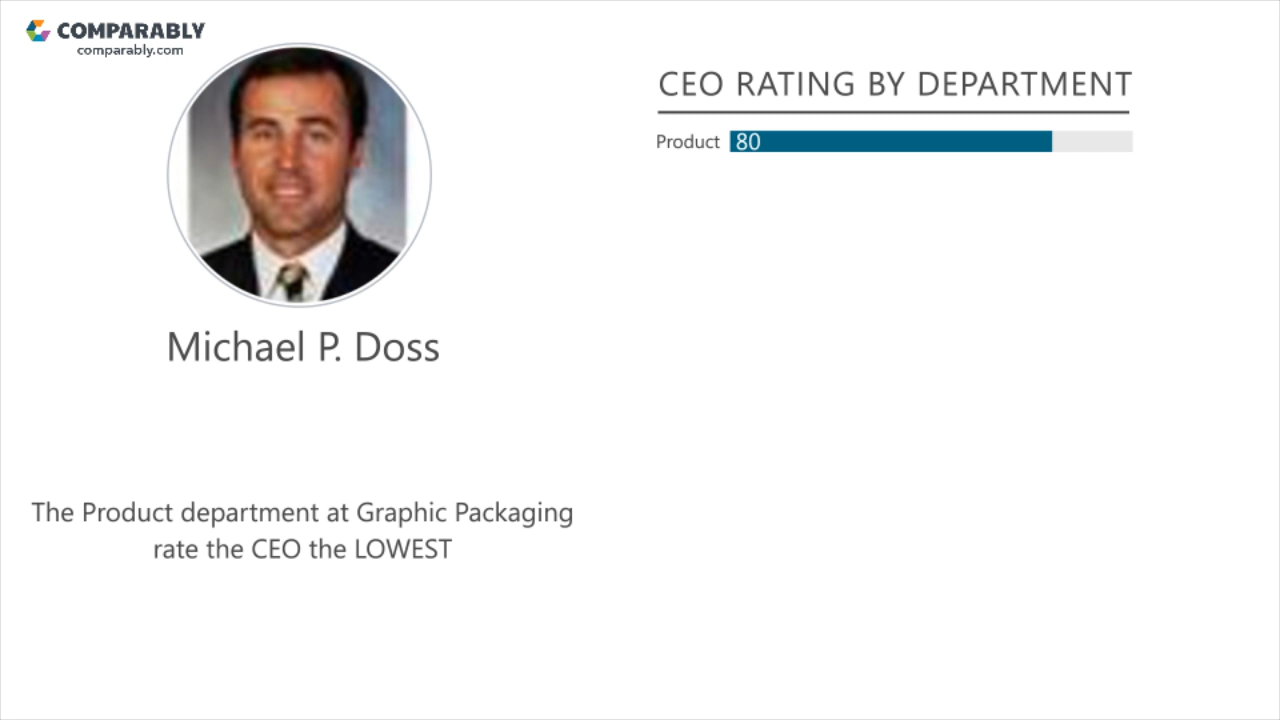 COMPARABLY
comparably.com
CEO RATING BY DEPARTMENT
Product 80
Michael P. Doss
The Product department at Graphic Packaging
rate the CEO the LOWEST